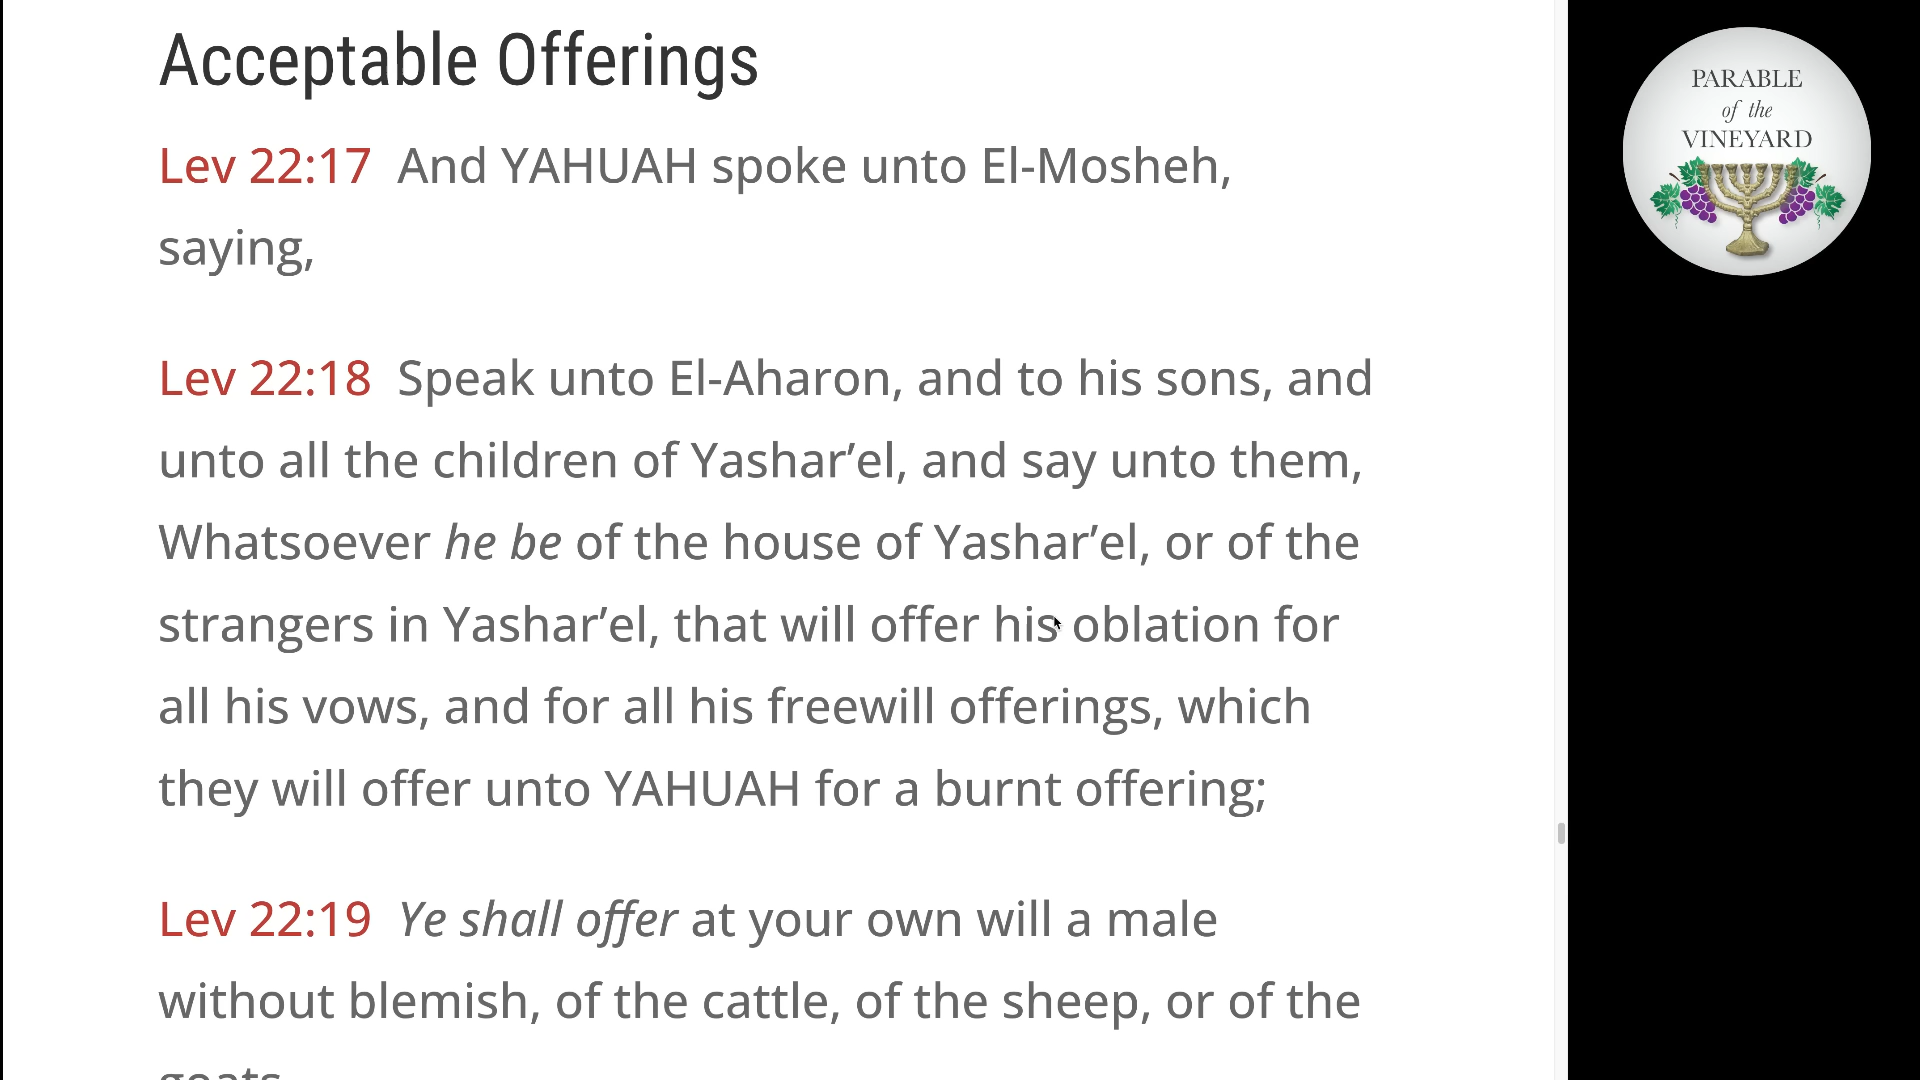 Acceptable Offerings
Lev 22:17 And YAHUAH spoke unto El-Mosheh,
saying,
Lev 22:18 Speak unto El-Aharon, and to his sons, and
unto all the children of Yashar’el, and say unto them,
Whatsoever he be of the house of Yashar’el, or of the
strangers in Yashar’el, that will offer his oblation for
all his vows, and for all his freewill offerings, which
they will offer unto YAHUAH for a burnt offering;
Lev 22:19 Ye shall offer at your own will a male
without blemish, of the cattle, of the sheep, or of the
goats
PARABLE
of the
VINEYARD